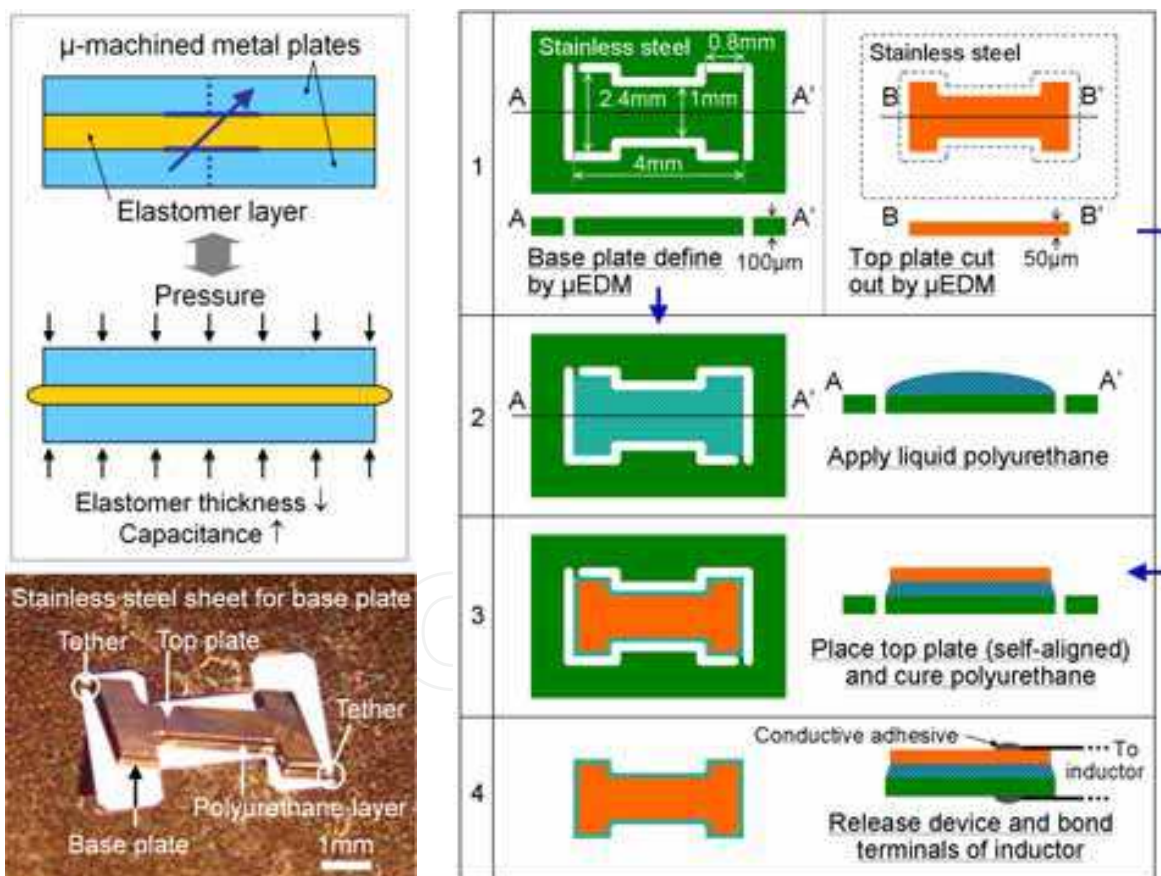 μ-machined metal plates
Elastomer layer
Pressure
Elastomer thickness ↓
Capacitance ↑
Stainless steel sheet for base plate
Tether
Top plate
Tether
Polyurethane layer
Base plate
1mm
1
Stainless steel
0.8mm
A
A'
2.4mm
1mm
4mm
A
A'
100μm
Base plate define
by μEDM
Stainless steel
B
B'
B
B'
50μm
Top plate cut
out by μEDM
2
A
A'
A
A'
Apply liquid polyurethane
3
Place top plate (self-aligned)
and cure polyurethane
4
Conductive adhesive
To
inductor
Release device and bond
terminals of inductor